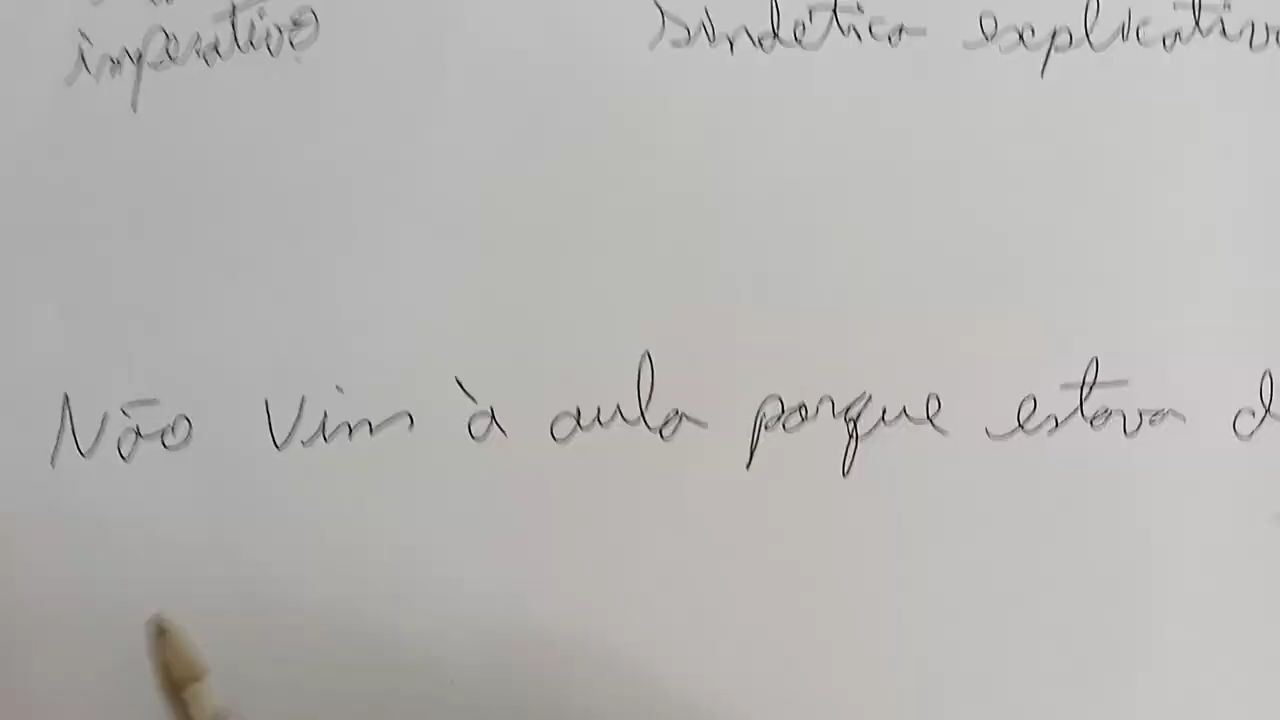 imperativo sindética explicativa
Não vim à aula porque estava d